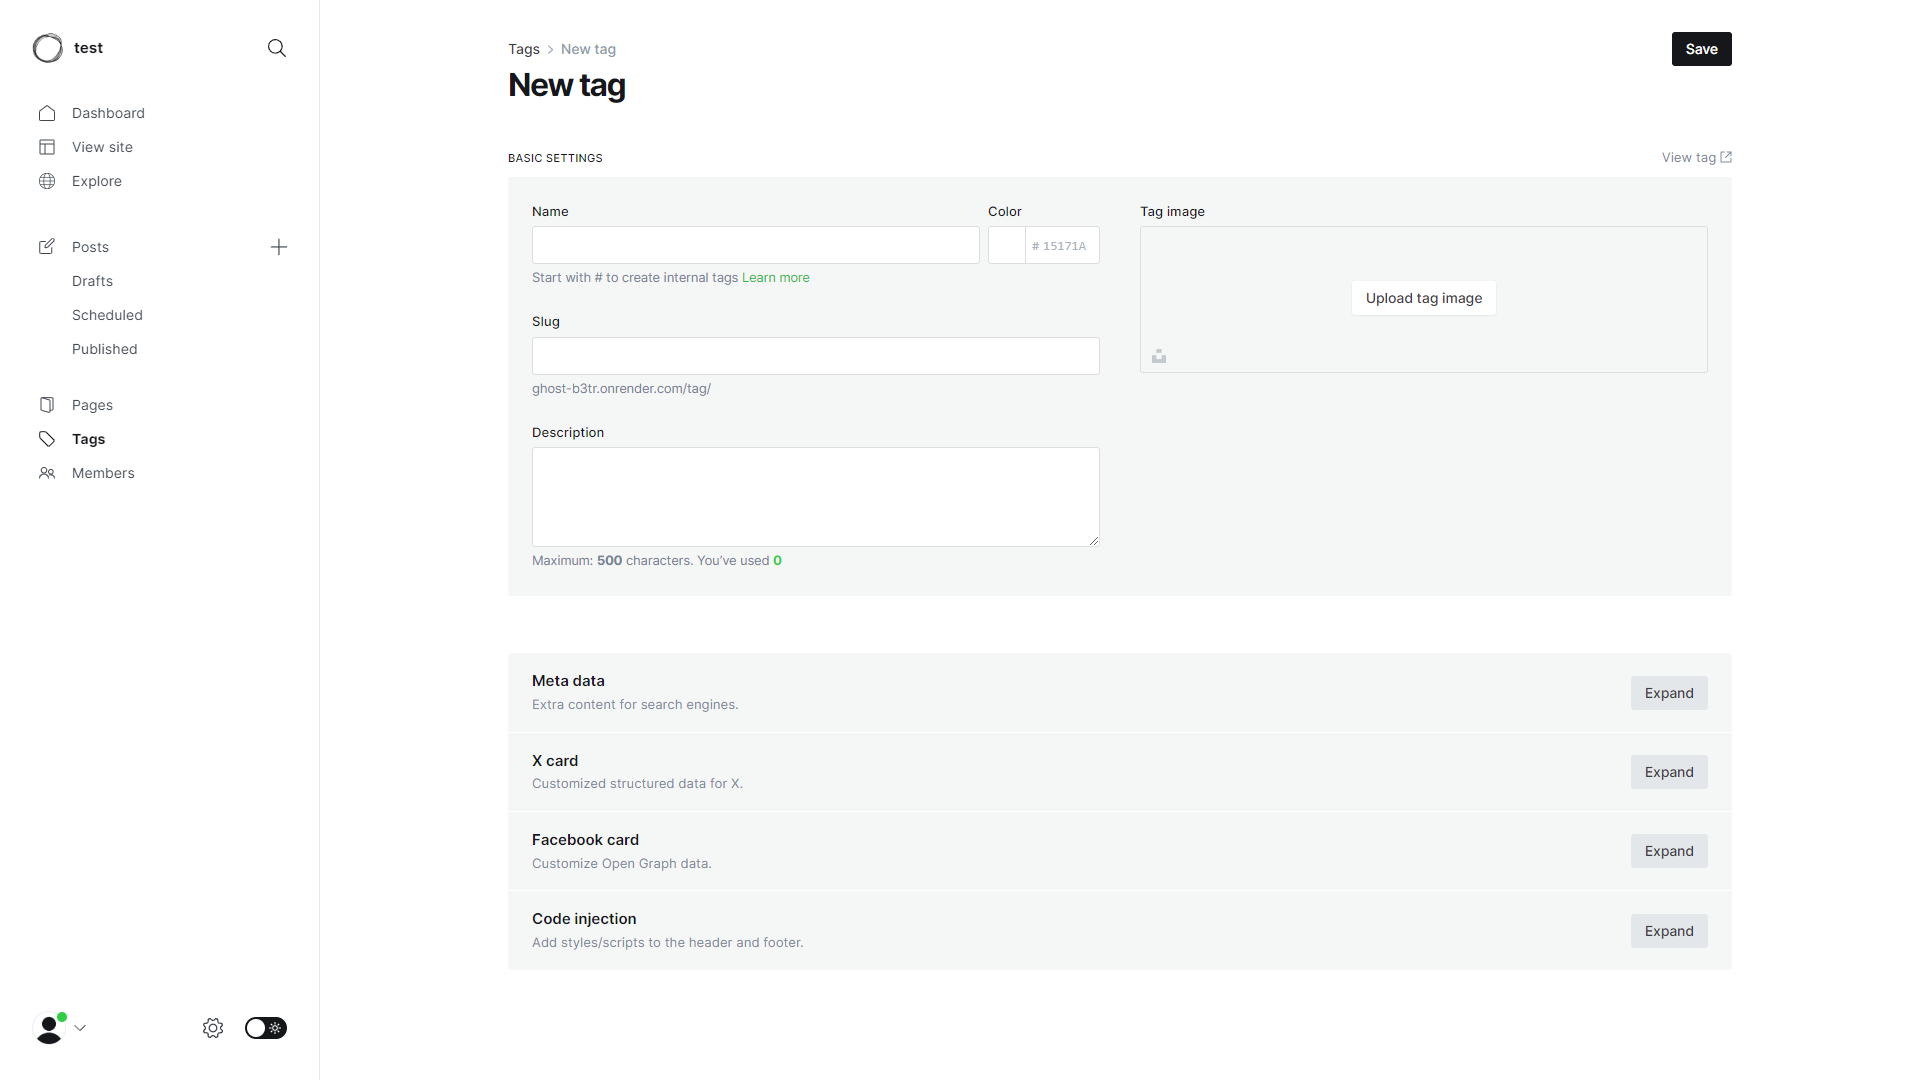 test
Dashboard
View site
Explore
Posts
Drafts
Scheduled
Published
Pages
Tags
Members
Tags > New tag
Save
New tag
BASIC SETTINGS
View tag
Name
Color
Tag image
# 15171A
Start with # to create internal tags Learn more
Upload tag image
Slug
ghost-b3tr.onrender.com/tag/
Description
Maximum: 500 characters. You’ve used 0
Meta data
Extra content for search engines.
Expand
X card
Customized structured data for X.
Expand
Facebook card
Customize Open Graph data.
Expand
Code injection
Add styles/scripts to the header and footer.
Expand